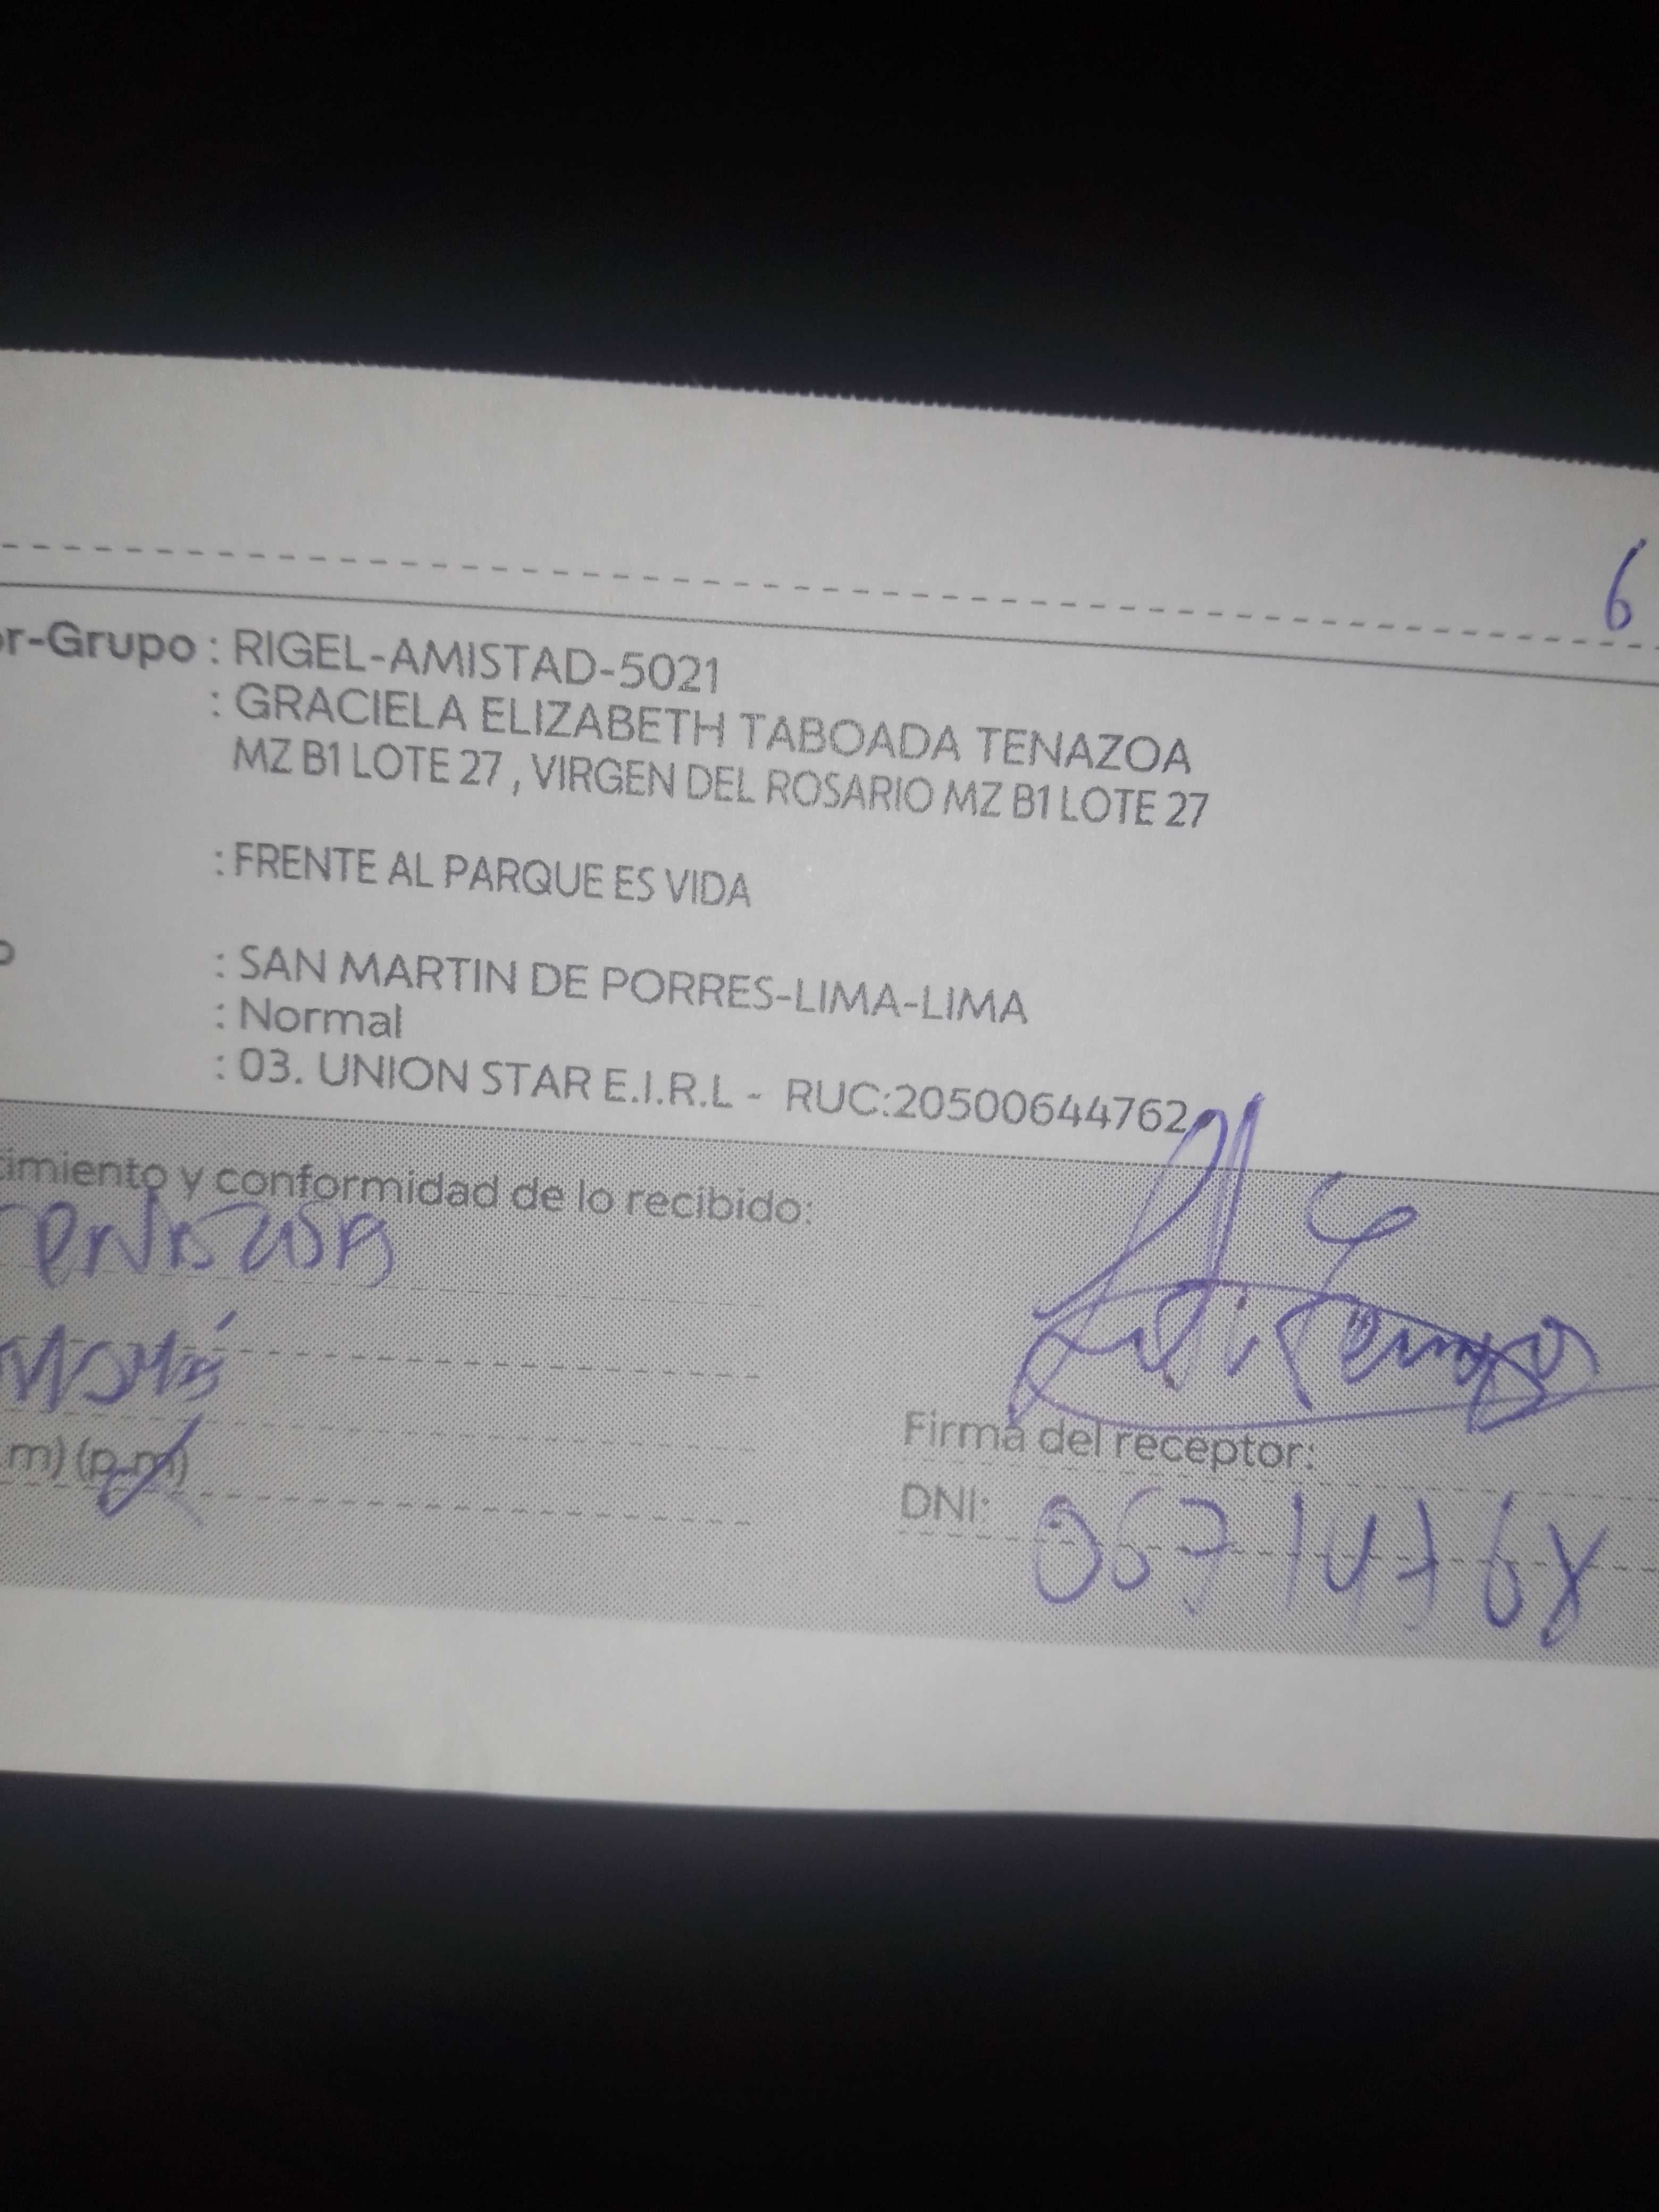 6
r-Grupo : RIGEL-AMISTAD-5021
: GRACIELA ELIZABETH TABOADA TENAZOA
MZ B1 LOTE 27 , VIRGEN DEL ROSARIO MZ B1 LOTE 27
: FRENTE AL PARQUE ES VIDA
: SAN MARTIN DE PORRES-LIMA-LIMA
: Normal
: 03. UNION STAR E.I.R.L - RUC:20500644762
imiento y conformidad de lo recibido:
m) (p.m)
Firma del receptor:
DNI: